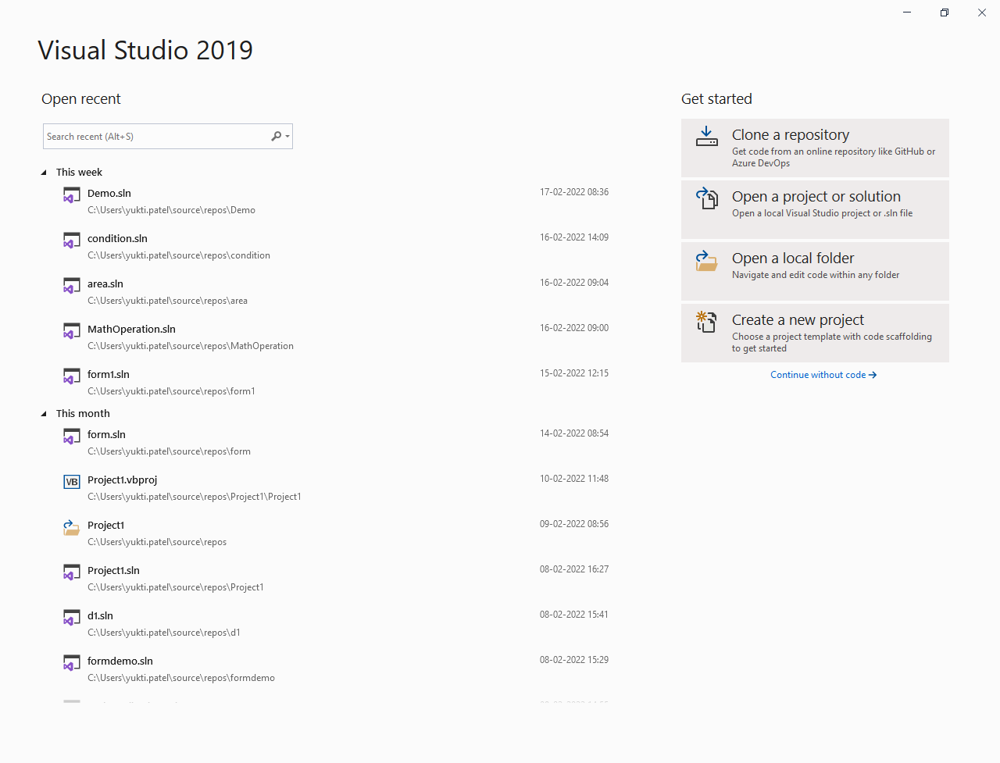 Visual Studio 2019
Open recent
Search recent (Alt+S)
This week
Demo.sln 17-02-2022 08:36
C:\Users\yukti.patel\source\repos\Demo
condition.sln 16-02-2022 14:09
C:\Users\yukti.patel\source\repos\condition
area.sln 16-02-2022 09:04
C:\Users\yukti.patel\source\repos\area
MathOperation.sln 16-02-2022 09:00
C:\Users\yukti.patel\source\repos\MathOperation
form1.sln 15-02-2022 12:15
C:\Users\yukti.patel\source\repos\form1
This month
form.sln 14-02-2022 08:54
C:\Users\yukti.patel\source\repos\form
VB Project1.vbproj 10-02-2022 11:48
C:\Users\yukti.patel\source\repos\Project1\Project1
Project1 09-02-2022 08:56
C:\Users\yukti.patel\source\repos
Project1.sln 08-02-2022 16:27
C:\Users\yukti.patel\source\repos\Project1
d1.sln 08-02-2022 15:41
C:\Users\yukti.patel\source\repos\d1
formdemo.sln 08-02-2022 15:29
C:\Users\yukti.patel\source\repos\formdemo
Get started
Clone a repository
Get code from an online repository like GitHub or
Azure DevOps
Open a project or solution
Open a local Visual Studio project or .sln file
Open a local folder
Navigate and edit code within any folder
Create a new project
Choose a project template with code scaffolding
to get started
Continue without code →